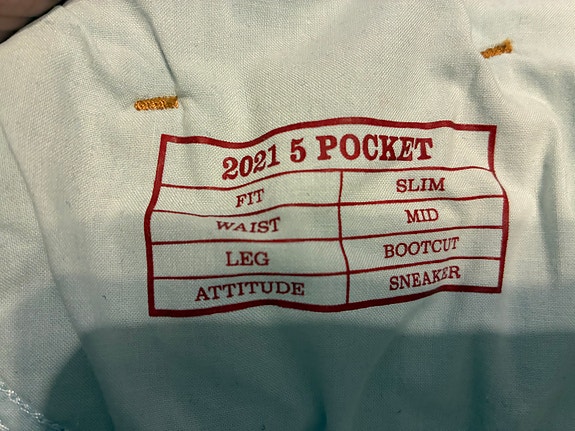 2021 5 POCKET
FIT SLIM
WAIST MID
LEG BOOTCUT
ATTITUDE SNEAKER